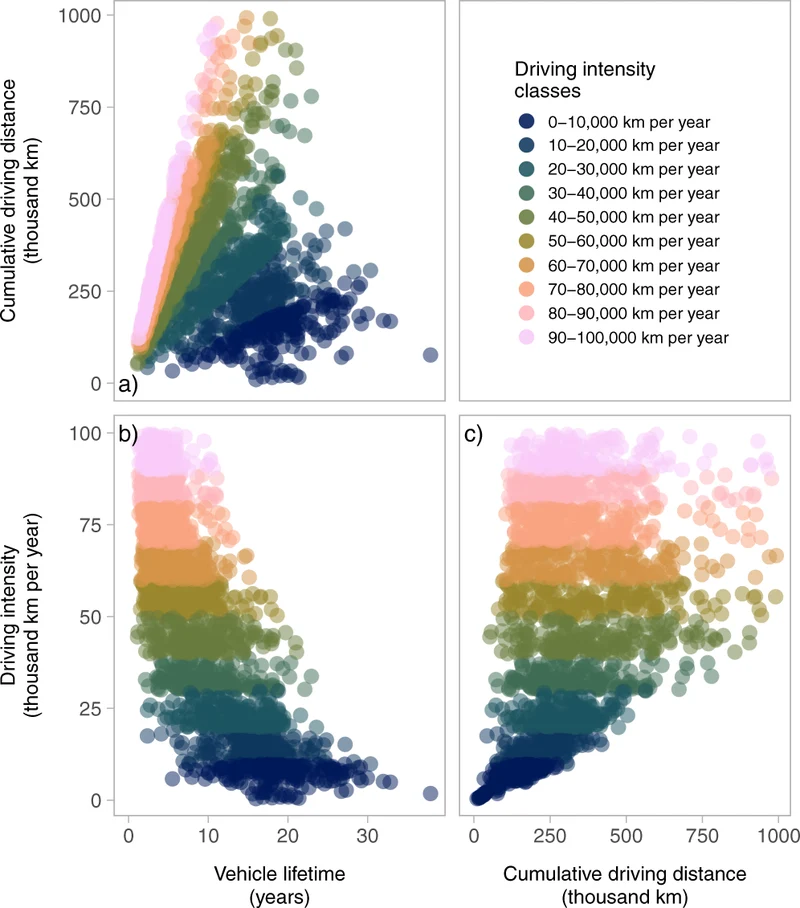 1000
750
500
250
0
Cumulative driving distance
(thousand km)
a)
Driving intensity
classes
0–10,000 km per year
10–20,000 km per year
20–30,000 km per year
30–40,000 km per year
40–50,000 km per year
50–60,000 km per year
60–70,000 km per year
70–80,000 km per year
80–90,000 km per year
90–100,000 km per year
100
75
50
25
0
Driving intensity
(thousand km per year)
b)
c)
0 10 20 30
Vehicle lifetime
(years)
0 250 500 750 1000
Cumulative driving distance
(thousand km)